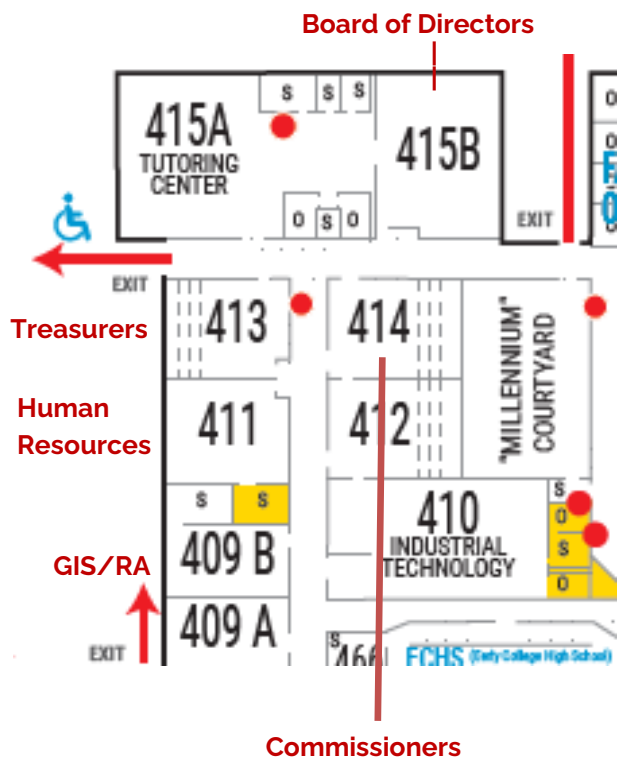 Board of Directors
S S S
415A
TUTORING
CENTER
415B
O
O S O
EXIT
EXIT
Treasurers
413
414
"MILLENNIUM"
COURTYARD
Human
Resources
411
412
S S
S
410
O
INDUSTRIAL
TECHNOLOGY
S
O
GIS/RA
409 B
409 A
EXIT
S
466
ECHS (Early College High School)
Commissioners